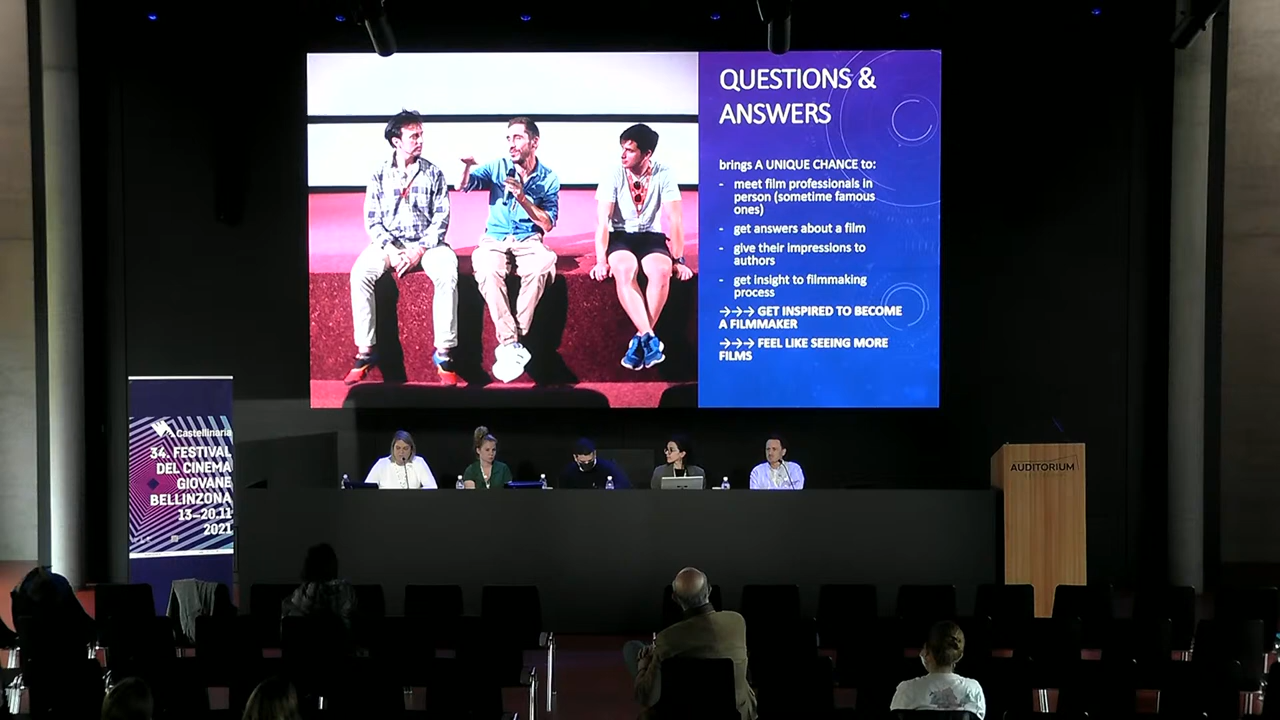 QUESTIONS &
ANSWERS
brings A UNIQUE CHANCE to:
- meet film professionals in
person (sometime famous
ones)
- get answers about a film
- give their impressions to
authors
- get insight to filmmaking
process
→→→ GET INSPIRED TO BECOME
A FILMMAKER
→→→ FEEL LIKE SEEING MORE
FILMS
Castellinaria
34. FESTIVAL
DEL CINEMA
GIOVANE
BELLINZONA
13–20.11
2021
AUDITORIUM